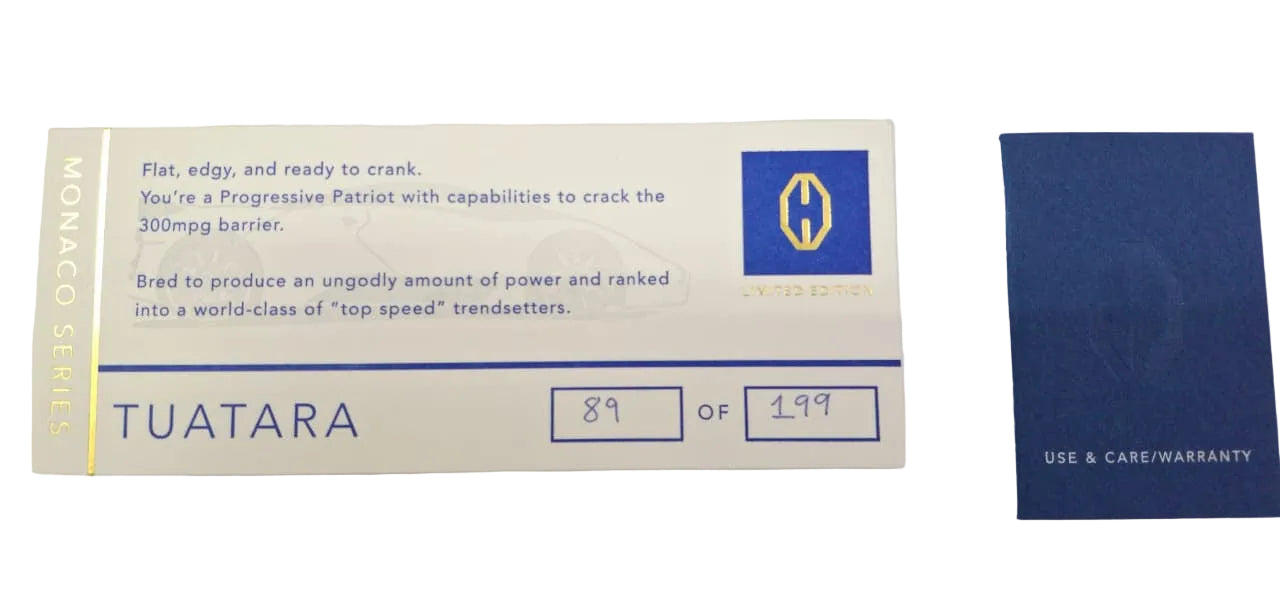 MONACO SERIES
Flat, edgy, and ready to crank.
You're a Progressive Patriot with capabilities to crack the
300mpg barrier.
Bred to produce an ungodly amount of power and ranked
into a world-class of "top speed" trendsetters.
LIMITED EDITION
TUATARA
89 OF 199
USE & CARE/WARRANTY